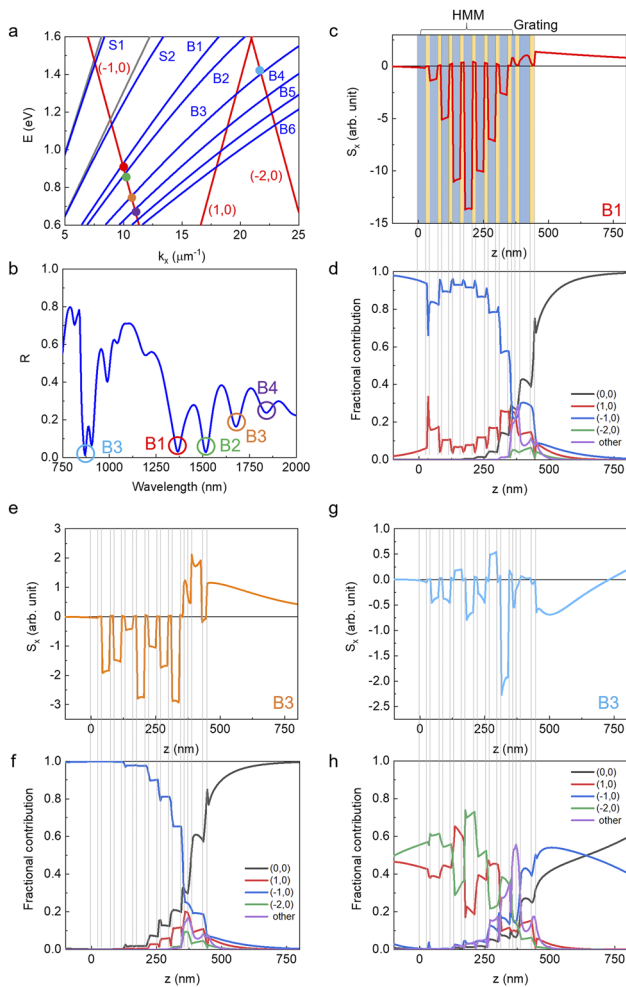 a
1.6
1.4
1.2
1.0
0.8
0.6
E (eV)
5
10
15
20
25
kₓ (μm⁻¹)
S1
(-1,0)
S2
B1
B2
B3
B4
B5
B6
(-2,0)
(1,0)
HMM
Grating
c
0
-5
-10
-15
Sₓ (arb. unit)
0
250
500
750
z (nm)
B1
b
1.0
0.8
0.6
0.4
0.2
0.0
R
750
1000
1250
1500
1750
2000
Wavelength (nm)
B3
B1
B2
B3
B4
d
1.0
0.8
0.6
0.4
0.2
0.0
Fractional contribution
0
250
500
750
z (nm)
(0,0)
(1,0)
(-1,0)
(-2,0)
other
e
3
2
1
0
-1
-2
-3
Sₓ (arb. unit)
0
250
500
750
z (nm)
B3
g
1.0
0.5
0.0
-0.5
-1.0
-1.5
-2.0
-2.5
Sₓ (arb. unit)
0
250
500
750
z (nm)
B3
f
1.0
0.8
0.6
0.4
0.2
0.0
Fractional contribution
0
250
500
750
z (nm)
(0,0)
(1,0)
(-1,0)
(-2,0)
other
h
1.0
0.8
0.6
0.4
0.2
0.0
Fractional contribution
0
250
500
750
z (nm)
(0,0)
(1,0)
(-1,0)
(-2,0)
other